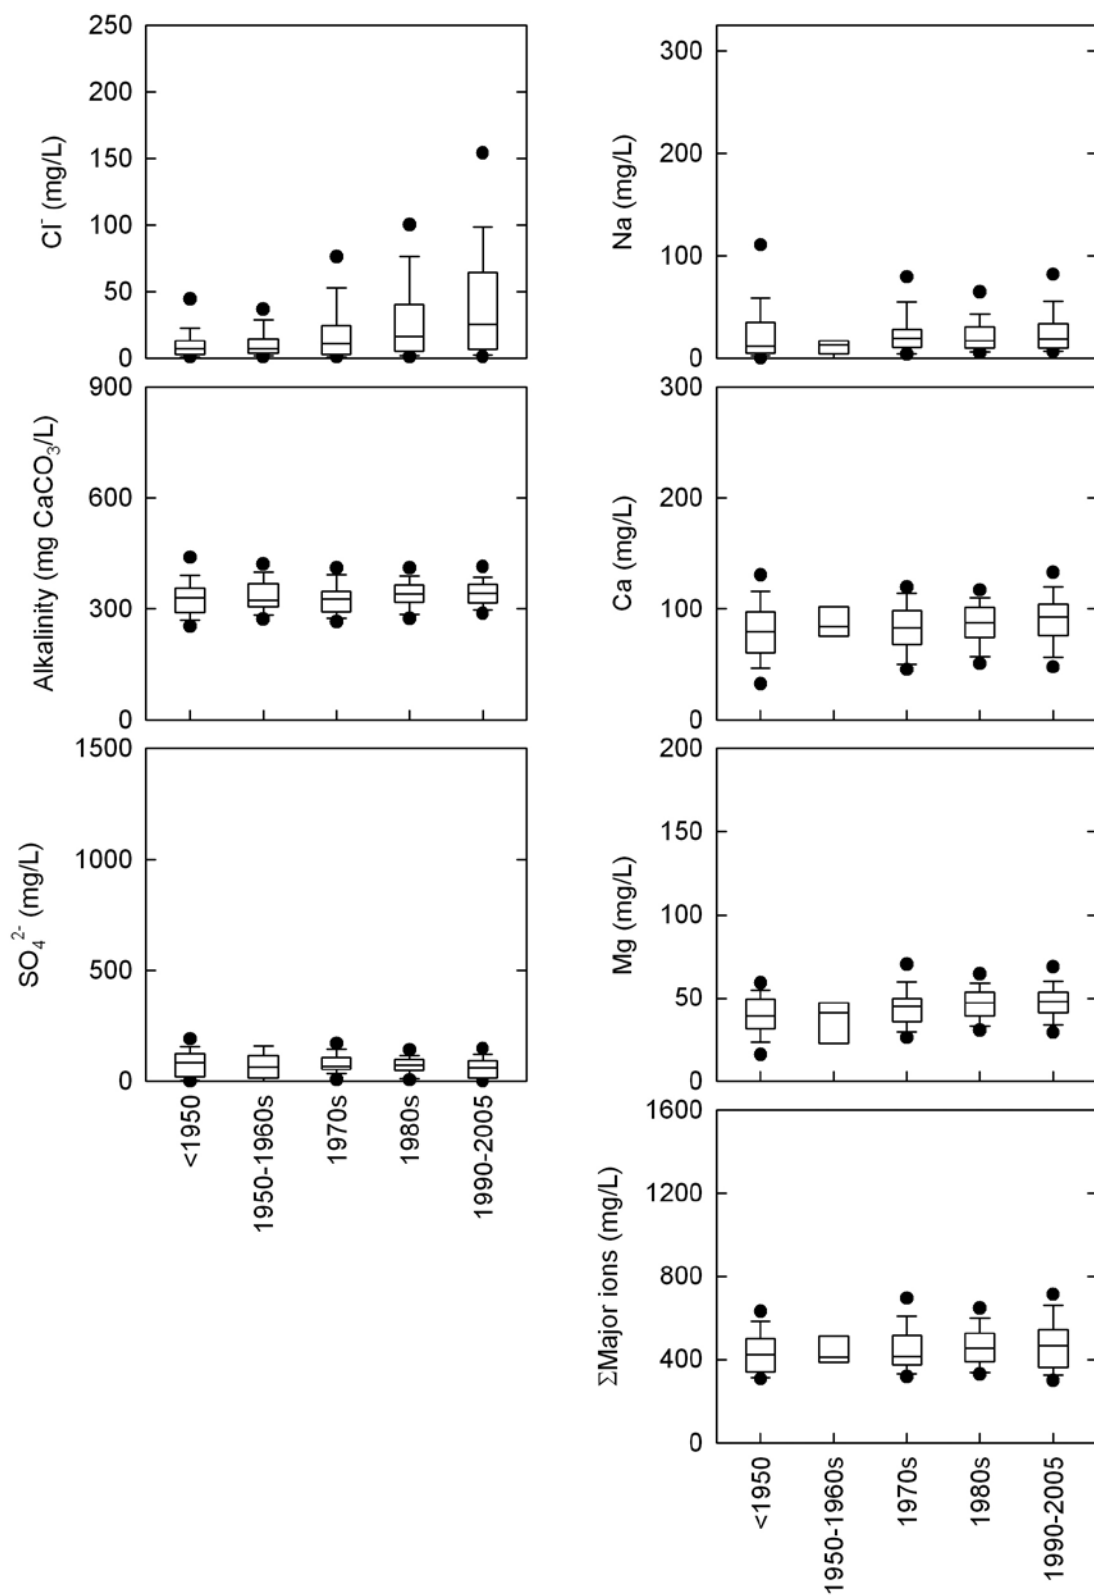 250
200
150
100
50
0
Cl⁻ (mg/L)
900
600
300
0
Alkalinity (mg CaCO₃/L)
1500
1000
500
0
SO₄²⁻ (mg/L)
<1950
1950-1960s
1970s
1980s
1990-2005
300
200
100
0
Na (mg/L)
300
200
100
0
Ca (mg/L)
200
150
100
50
0
Mg (mg/L)
1600
1200
800
400
0
ΣMajor ions (mg/L)
<1950
1950-1960s
1970s
1980s
1990-2005